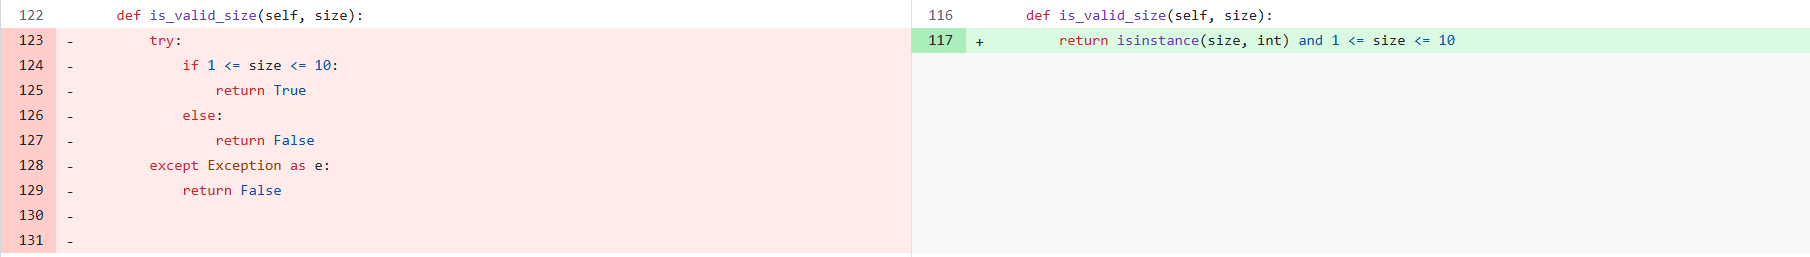 122 def is_valid_size(self, size):
123 - try:
124 - if 1 <= size <= 10:
125 - return True
126 - else:
127 - return False
128 - except Exception as e:
129 - return False
130 -
131 -
116 def is_valid_size(self, size):
117 + return isinstance(size, int) and 1 <= size <= 10